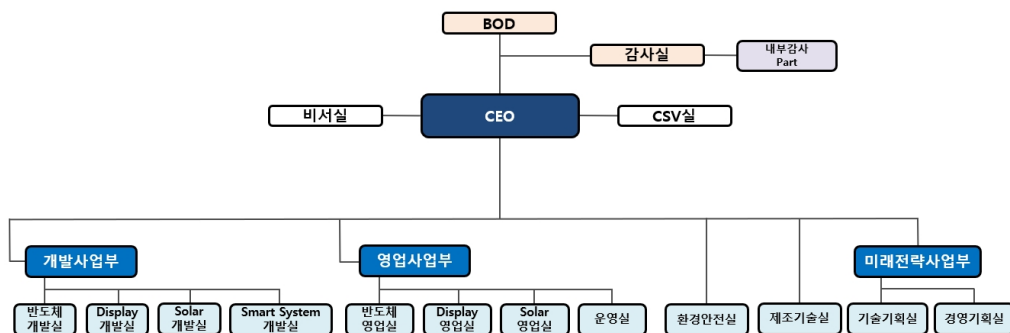 BOD
감사실
내부감사
Part
비서실
CEO
CSV실
개발사업부
영업사업부
미래전략사업부
반도체
개발실
Display
개발실
Solar
개발실
Smart System
개발실
반도체
영업실
Display
영업실
Solar
영업실
운영실
환경안전실
제조기술실
기술기획실
경영기획실